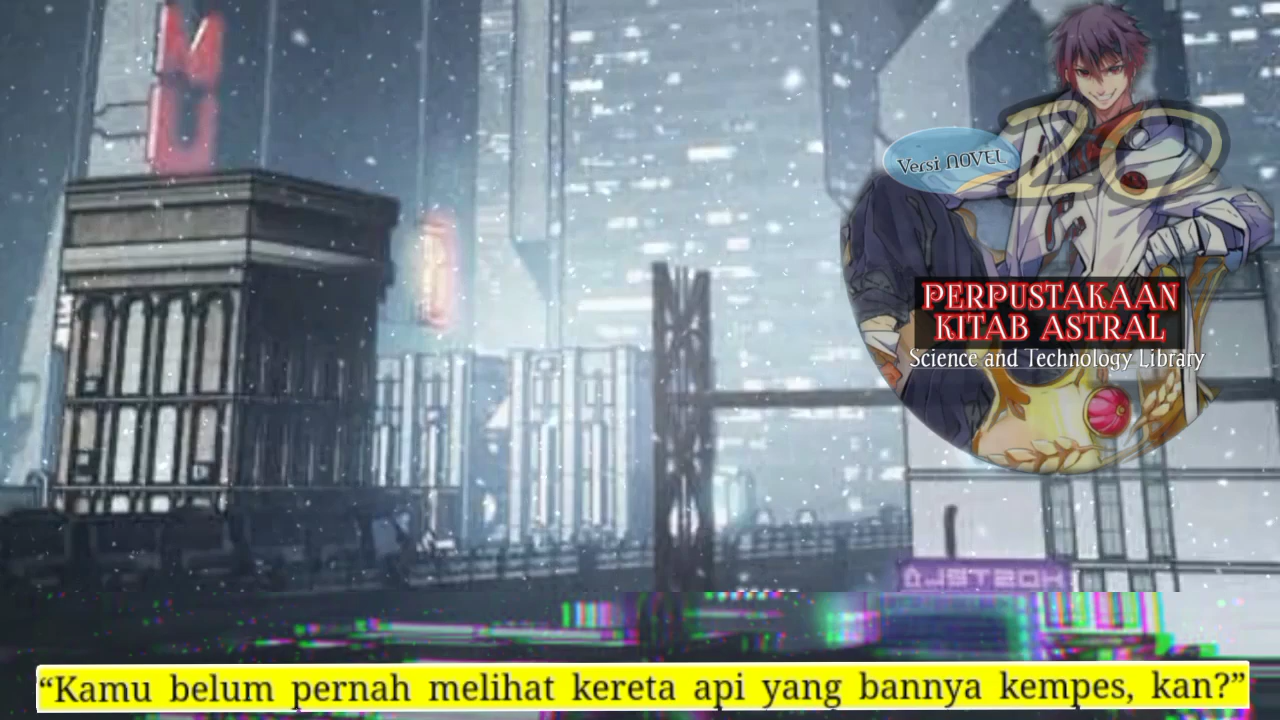 MU
20
Versi NOVEL
PERPUSTAKAAN
KITAB ASTRAL
Science and Technology Library
“Kamu belum pernah melihat kereta api yang bannya kempes, kan?”